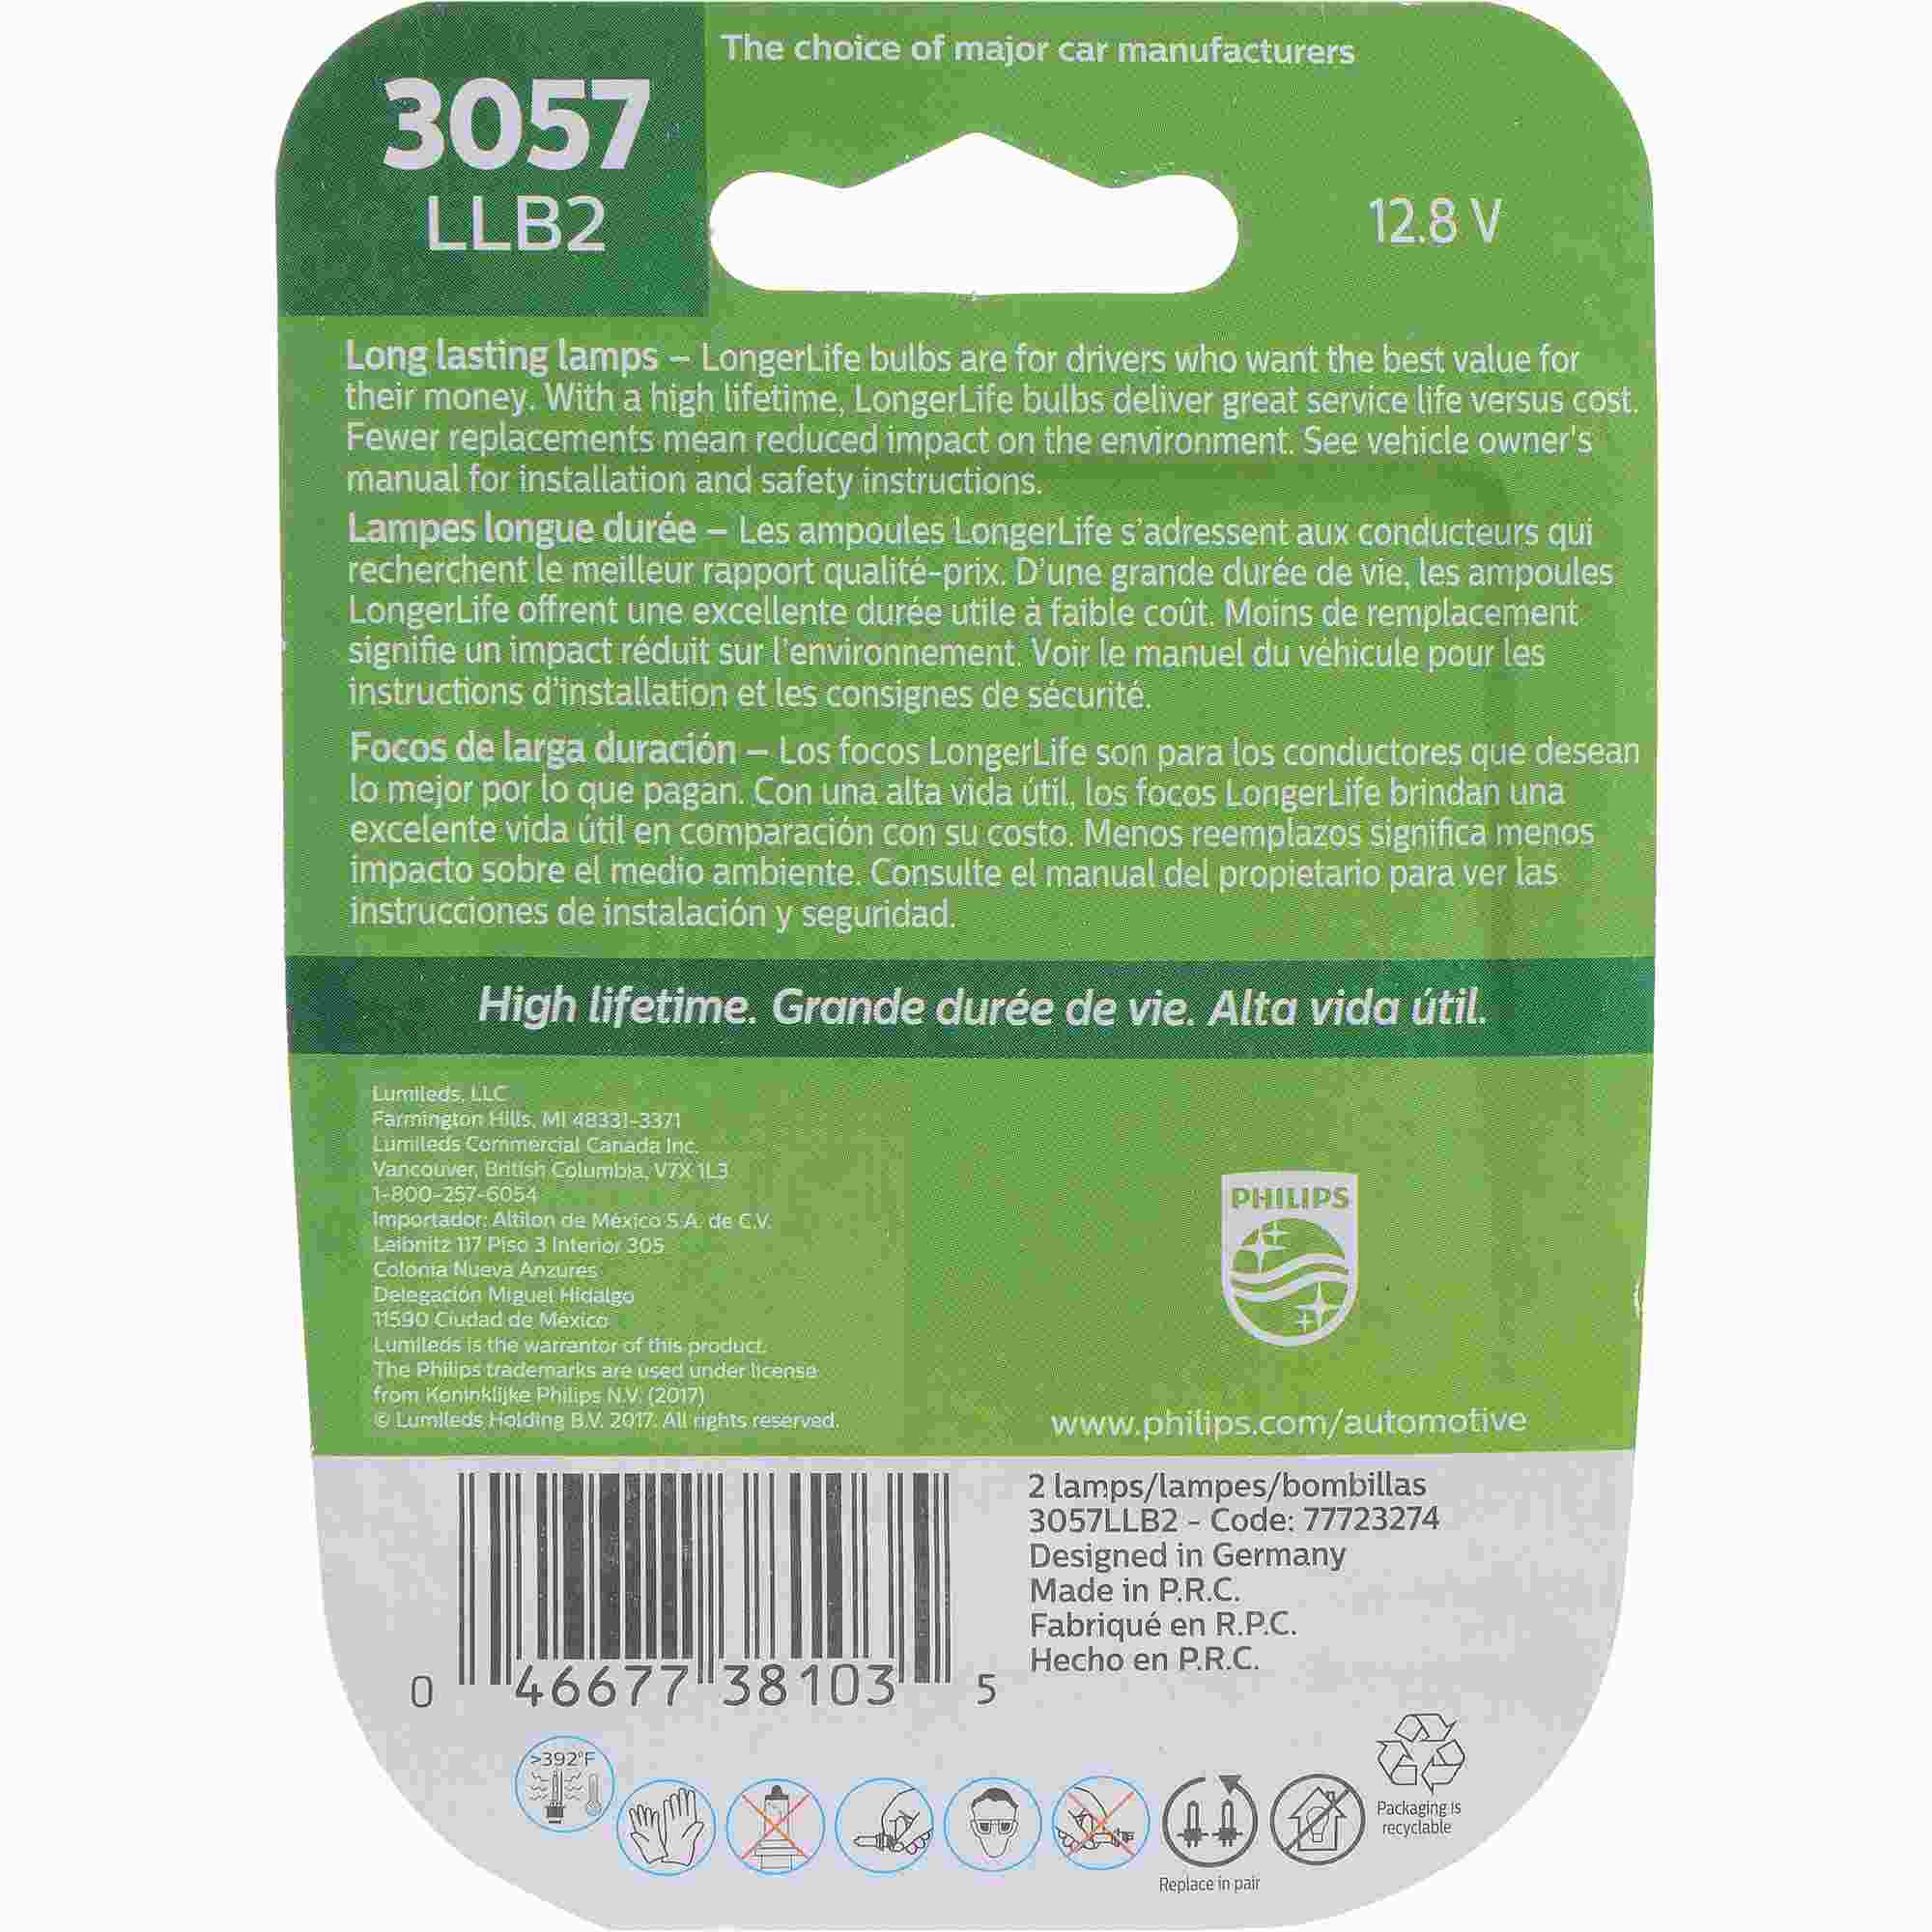 The choice of major car manufacturers
3057
LLB2
12.8 V
Long lasting lamps – LongerLife bulbs are for drivers who want the best value for
their money. With a high lifetime, LongerLife bulbs deliver great service life versus cost.
Fewer replacements mean reduced impact on the environment. See vehicle owner's
manual for installation and safety instructions.
Lampes longue durée – Les ampoules LongerLife s'adressent aux conducteurs qui
recherchent le meilleur rapport qualité-prix. D'une grande durée de vie, les ampoules
LongerLife offrent une excellente durée utile à faible coût. Moins de remplacement
signifie un impact réduit sur l'environnement. Voir le manuel du véhicule pour les
instructions d'installation et les consignes de sécurité.
Focos de larga duración – Los focos LongerLife son para los conductores que desean
lo mejor por lo que pagan. Con una alta vida útil, los focos LongerLife brindan una
excelente vida útil en comparación con su costo. Menos reemplazos significa menos
impacto sobre el medio ambiente. Consulte el manual del propietario para ver las
instrucciones de instalación y seguridad.
High lifetime. Grande durée de vie. Alta vida útil.
Lumileds, LLC
Farmington Hills, MI 48331-3371
Lumileds Commercial Canada Inc.
Vancouver, British Columbia, V7X 1L3
1-800-257-6054
Importador: Altilon de México S.A. de C.V.
Leibnitz 117 Piso 3 Interior 305
Colonia Nueva Anzures
Delegación Miguel Hidalgo
11590 Ciudad de México
Lumileds is the warrantor of this product.
The Philips trademarks are used under license
from Koninklijke Philips N.V. (2017)
© Lumileds Holding B.V. 2017. All rights reserved.
PHILIPS
www.philips.com/automotive
2 lamps/lampes/bombillas
3057LLB2 - Code: 77723274
Designed in Germany
Made in P.R.C.
Fabriqué en R.P.C.
Hecho en P.R.C.
0 46677 38103 5
>392°F
Replace in pair
Packaging is
recyclable